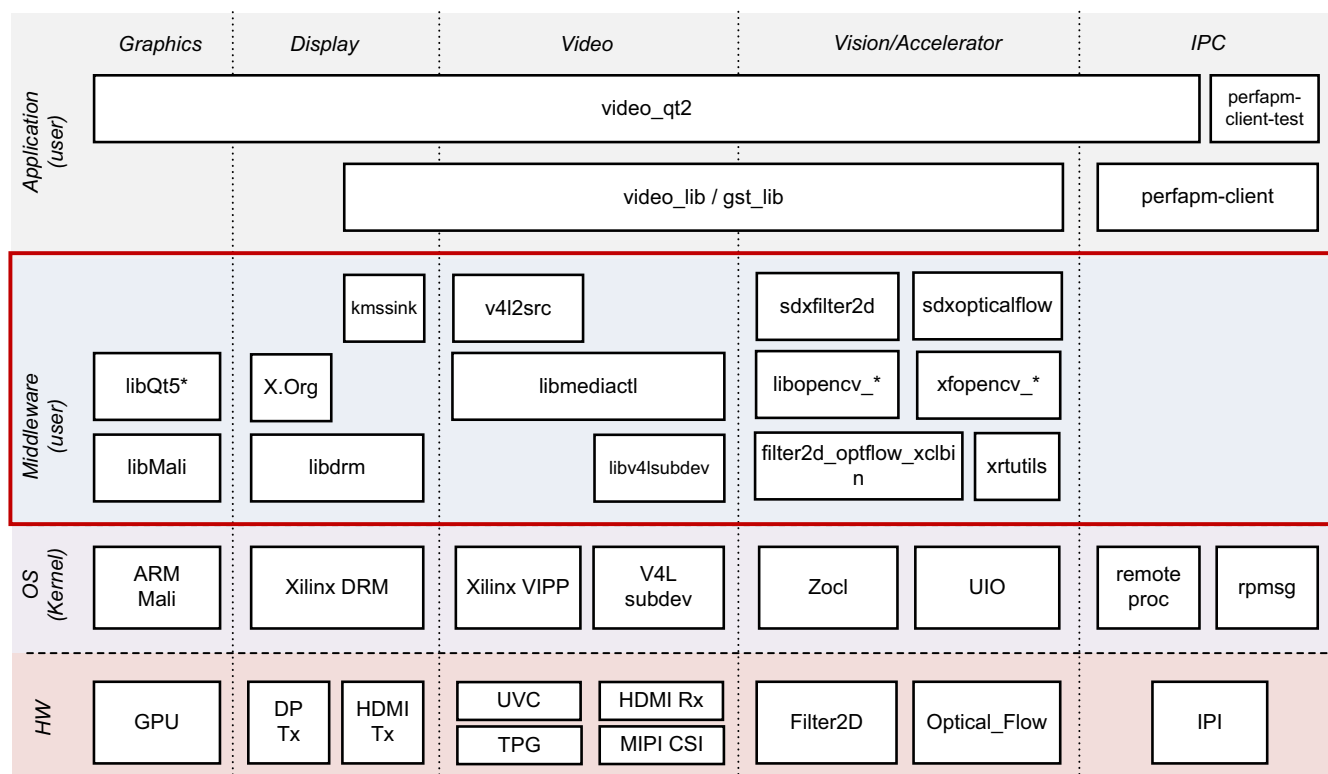 Graphics
Display
Video
Vision/Accelerator
IPC
Application
(user)
video_qt2
perfapm-
client-test
video_lib / gst_lib
perfapm-client
Middleware
(user)
kmssink
v4l2src
sdxfilter2d
sdxopticalflow
libQt5*
X.Org
libmediactl
libopencv_*
xfopencv_*
libMali
libdrm
libv4lsubdev
filter2d_optflow_xclbi
n
xrtutils
OS
(Kernel)
ARM
Mali
Xilinx DRM
Xilinx VIPP
V4L
subdev
Zocl
UIO
remote
proc
rpmsg
HW
GPU
DP
Tx
HDMI
Tx
UVC
HDMI Rx
TPG
MIPI CSI
Filter2D
Optical_Flow
IPI